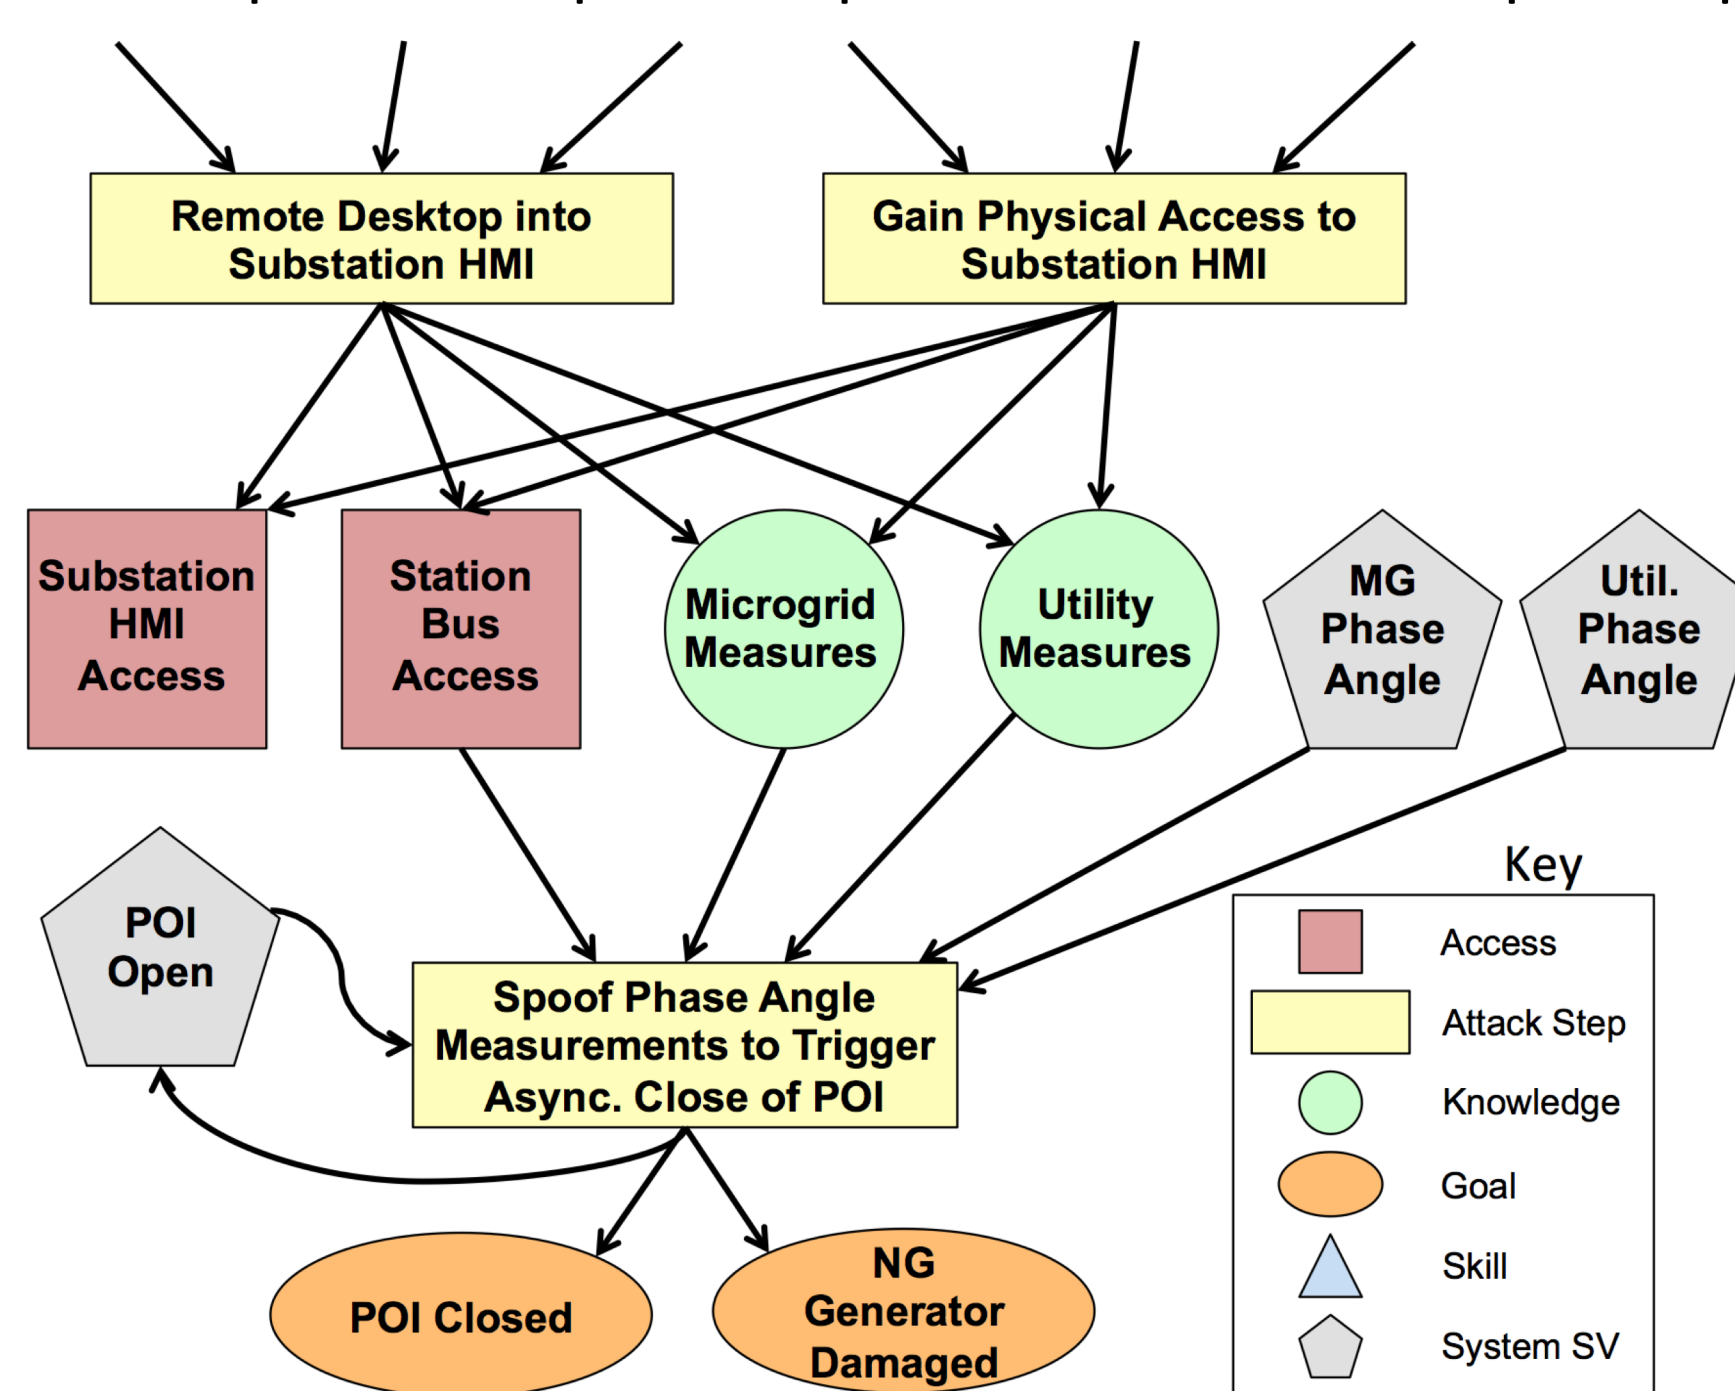 Remote Desktop into
Substation HMI
Gain Physical Access to
Substation HMI
Substation
HMI
Access
Station
Bus
Access
Microgrid
Measures
Utility
Measures
MG
Phase
Angle
Util.
Phase
Angle
POI
Open
Spoof Phase Angle
Measurements to Trigger
Async. Close of POI
POI Closed
NG
Generator
Damaged
Key
Access
Attack Step
Knowledge
Goal
Skill
System SV